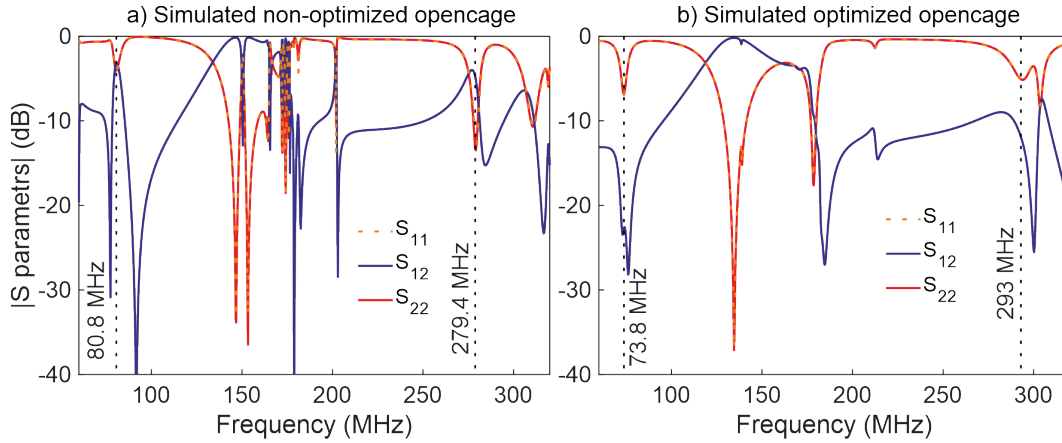 a) Simulated non-optimized opencage
b) Simulated optimized opencage
|S parametrs| (dB)
0
-10
-20
-30
-40
80.8 MHz
279.4 MHz
S11
S12
S22
100
150
200
250
300
Frequency (MHz)
0
-10
-20
-30
-40
73.8 MHz
293 MHz
S11
S12
S22
100
150
200
250
300
Frequency (MHz)